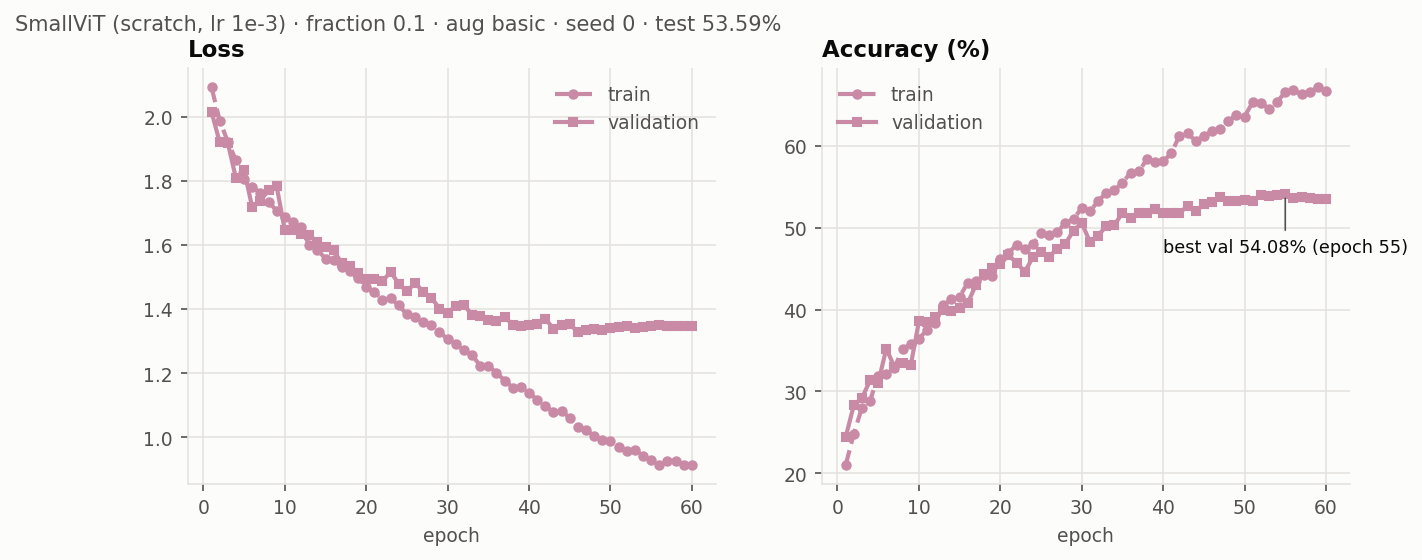 SmallViT (scratch, lr 1e-3) · fraction 0.1 · aug basic · seed 0 · test 53.59%
Loss
train
validation
2.0
1.8
1.6
1.4
1.2
1.0
0 10 20 30 40 50 60
epoch
Accuracy (%)
train
validation
60
50
40
30
20
best val 54.08% (epoch 55)
0 10 20 30 40 50 60
epoch